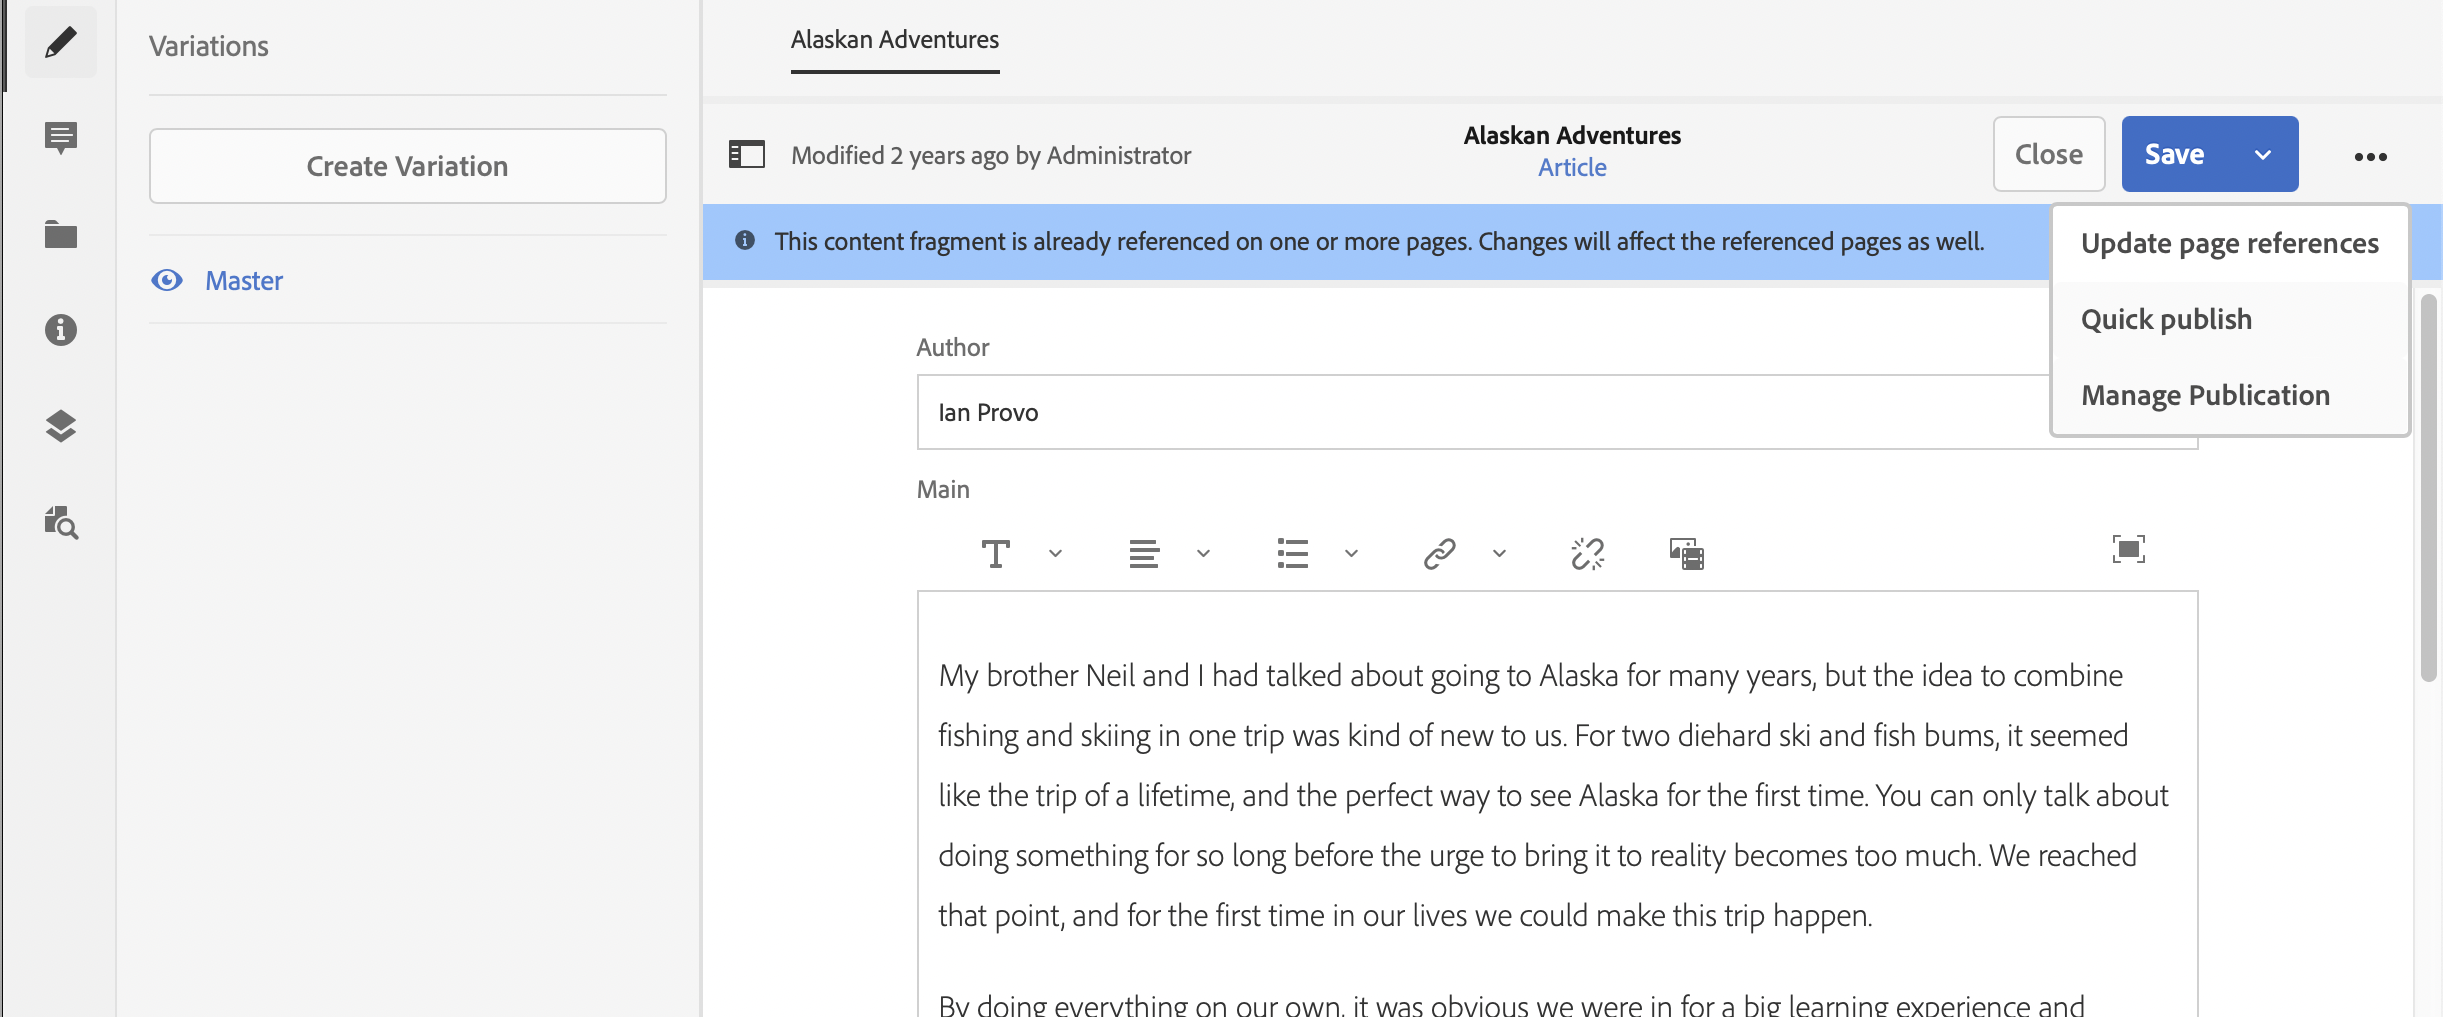 Variations
Create Variation
Master
Alaskan Adventures
Modified 2 years ago by Administrator
Alaskan Adventures
Article
Close
Save
This content fragment is already referenced on one or more pages. Changes will affect the referenced pages as well.
Update page references
Quick publish
Manage Publication
Author
Ian Provo
Main
My brother Neil and I had talked about going to Alaska for many years, but the idea to combine
fishing and skiing in one trip was kind of new to us. For two diehard ski and fish bums, it seemed
like the trip of a lifetime, and the perfect way to see Alaska for the first time. You can only talk about
doing something for so long before the urge to bring it to reality becomes too much. We reached
that point, and for the first time in our lives we could make this trip happen.
By doing everything on our own, it was obvious we were in for a big learning experience and